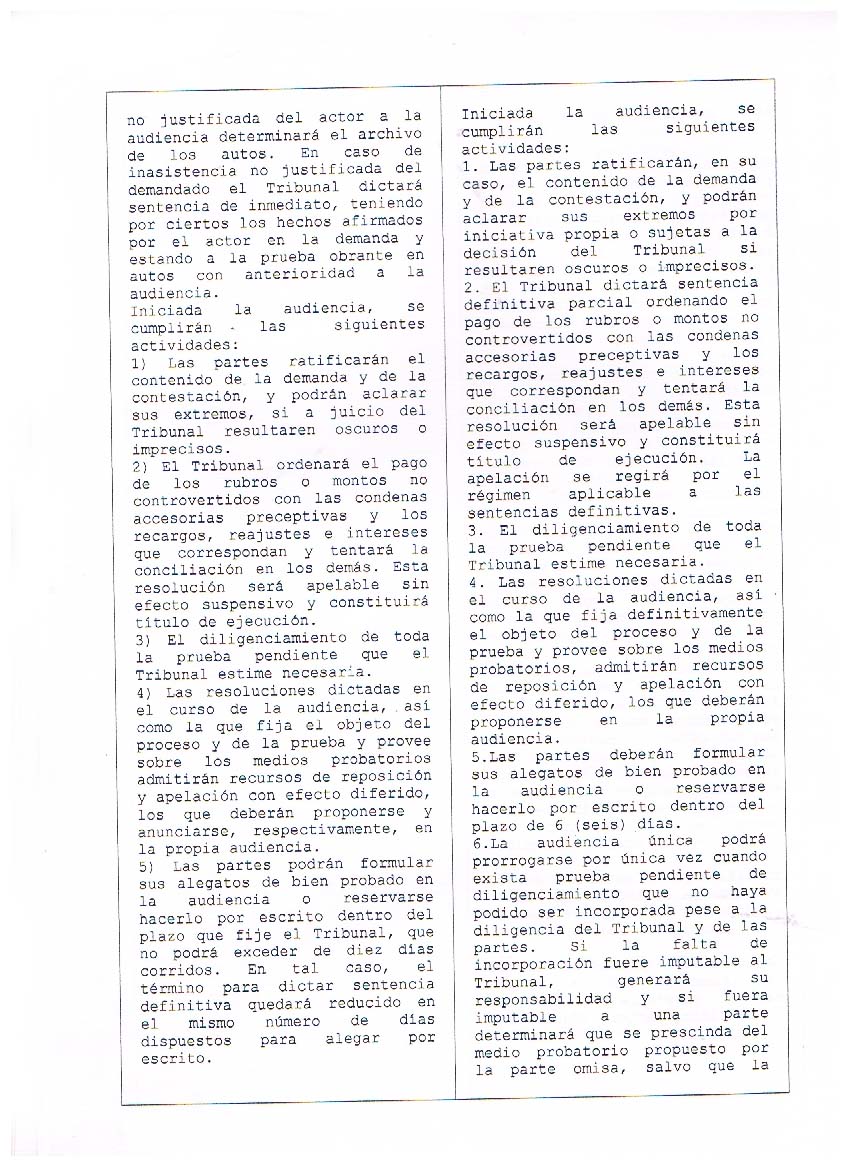 no justificada del actor a la
audiencia determinará el archivo
de los autos. En caso de
inasistencia no justificada del
demandado el Tribunal dictará
sentencia de inmediato, teniendo
por ciertos los hechos afirmados
por el actor en la demanda y
estando a la prueba obrante en
autos con anterioridad a la
audiencia.
Iniciada la audiencia, se
cumplirán - las siguientes
actividades:
1) Las partes ratificarán el
contenido de la demanda y de la
contestación, y podrán aclarar
sus extremos, si a juicio del
Tribunal resultaren oscuros o
imprecisos.
2) El Tribunal ordenará el pago
de los rubros o montos no
controvertidos con las condenas
accesorias preceptivas y los
recargos, reajustes e intereses
que correspondan y tentará la
conciliación en los demás. Esta
resolución será apelable sin
efecto suspensivo y constituirá
título de ejecución.
3) El diligenciamiento de toda
la prueba pendiente que el
Tribunal estime necesaria.
4) Las resoluciones dictadas en
el curso de la audiencia, así
como la que fija el objeto del
proceso y de la prueba y provee
sobre los medios probatorios
admitirán recursos de reposición
y apelación con efecto diferido,
los que deberán proponerse y
anunciarse, respectivamente, en
la propia audiencia.
5) Las partes podrán formular
sus alegatos de bien probado en
la audiencia o reservarse
hacerlo por escrito dentro del
plazo que fije el Tribunal, que
no podrá exceder de diez días
corridos. En tal caso, el
término para dictar sentencia
definitiva quedará reducido en
el mismo número de días
dispuestos para alegar por
escrito.
Iniciada la audiencia, se
cumplirán las siguientes
actividades:
1. Las partes ratificarán, en su
caso, el contenido de la demanda
y de la contestación, y podrán
aclarar sus extremos por
iniciativa propia o sujetas a la
decisión del Tribunal si
resultaren oscuros o imprecisos.
2. El Tribunal dictará sentencia
definitiva parcial ordenando el
pago de los rubros o montos no
controvertidos con las condenas
accesorias preceptivas y los
recargos, reajustes e intereses
que correspondan y tentará la
conciliación en los demás. Esta
resolución será apelable sin
efecto suspensivo y constituirá
título de ejecución. La
apelación se regirá por el
régimen aplicable a las
sentencias definitivas.
3. El diligenciamiento de toda
la prueba pendiente que el
Tribunal estime necesaria.
4. Las resoluciones dictadas en
el curso de la audiencia, así
como la que fija definitivamente
el objeto del proceso y de la
prueba y provee sobre los medios
probatorios, admitirán recursos
de reposición y apelación con
efecto diferido, los que deberán
proponerse en la propia
audiencia.
5.Las partes deberán formular
sus alegatos de bien probado en
la audiencia o reservarse
hacerlo por escrito dentro del
plazo de 6 (seis) días.
6.La audiencia única podrá
prorrogarse por única vez cuando
exista prueba pendiente de
diligenciamiento que no haya
podido ser incorporada pese a la
diligencia del Tribunal y de las
partes. Si la falta de
incorporación fuere imputable al
Tribunal, generará su
responsabilidad y si fuera
imputable a una parte
determinará que se prescinda del
medio probatorio propuesto por
la parte omisa, salvo que la